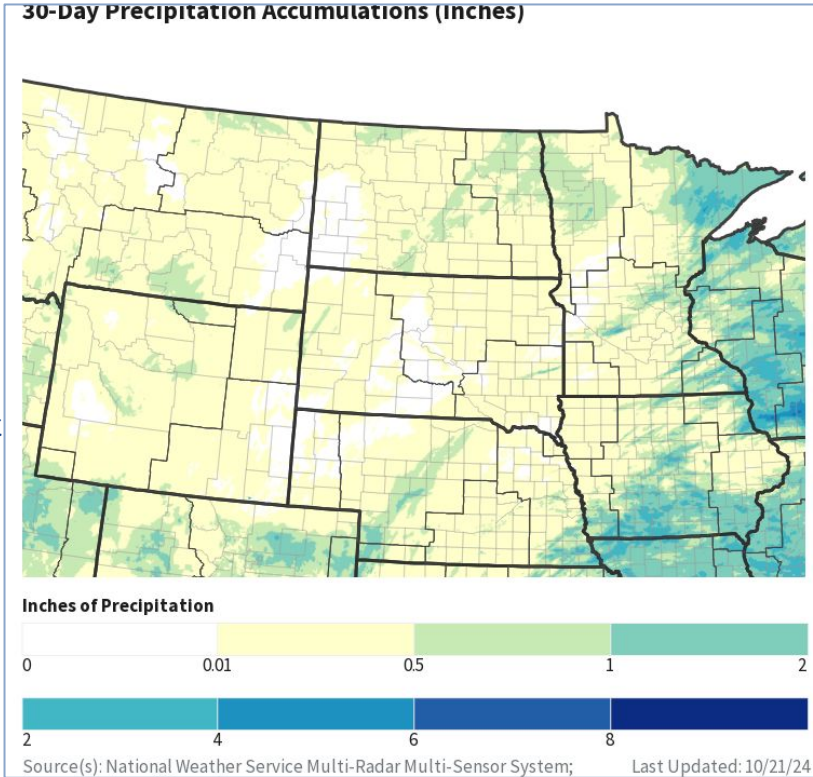 30-Day Precipitation Accumulations (Inches)
Inches of Precipitation
0 0.01 0.5 1 2
2 4 6 8
Source(s): National Weather Service Multi-Radar Multi-Sensor System; Last Updated: 10/21/24